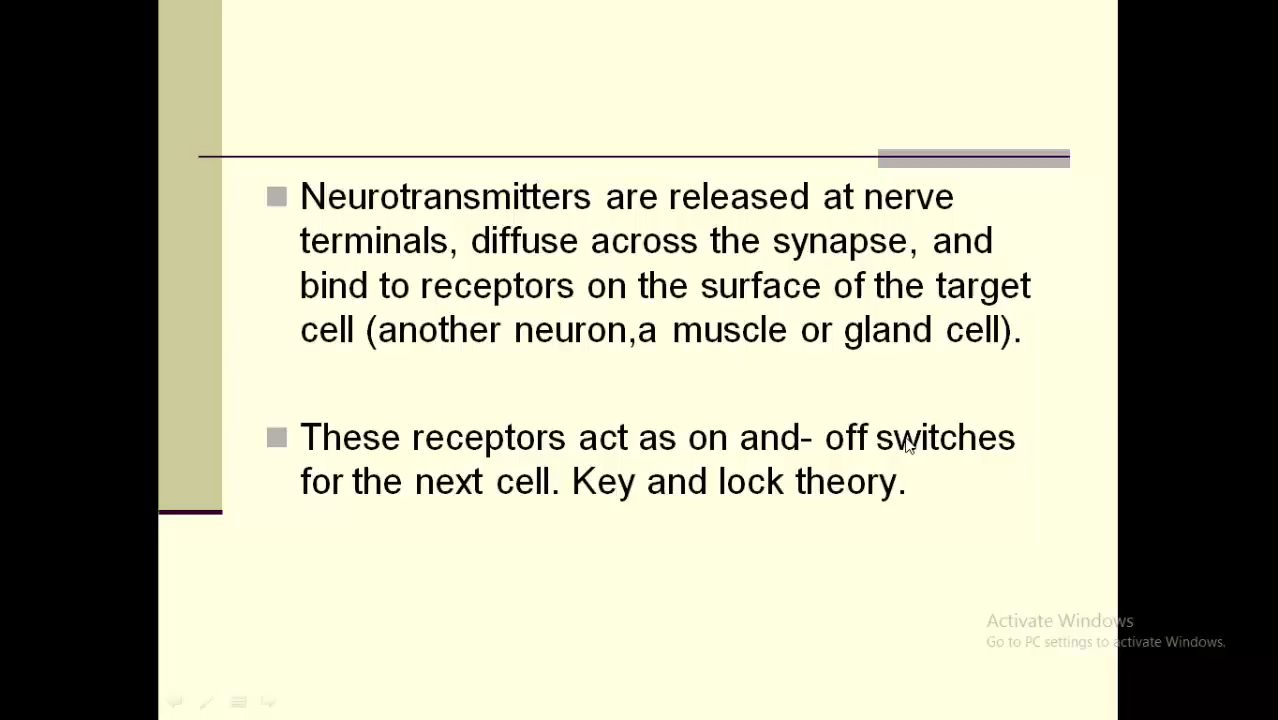 Neurotransmitters are released at nerve
terminals, diffuse across the synapse, and
bind to receptors on the surface of the target
cell (another neuron,a muscle or gland cell).
These receptors act as on and- off switches
for the next cell. Key and lock theory.
Activate Windows
Go to PC settings to activate Windows.